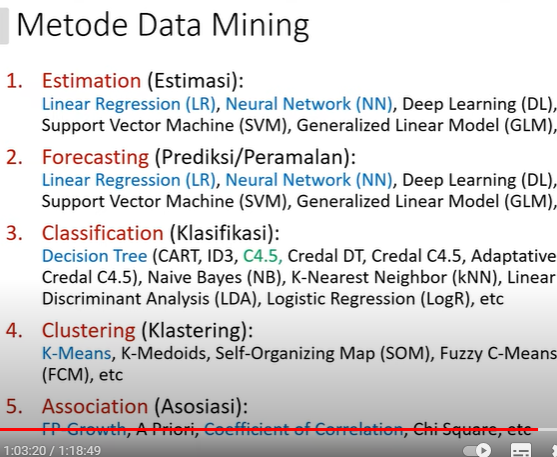 Metode Data Mining
1. Estimation (Estimasi):
Linear Regression (LR), Neural Network (NN), Deep Learning (DL),
Support Vector Machine (SVM), Generalized Linear Model (GLM),
2. Forecasting (Prediksi/Peramalan):
Linear Regression (LR), Neural Network (NN), Deep Learning (DL),
Support Vector Machine (SVM), Generalized Linear Model (GLM),
3. Classification (Klasifikasi):
Decision Tree (CART, ID3, C4.5, Credal DT, Credal C4.5, Adaptative
Credal C4.5), Naive Bayes (NB), K-Nearest Neighbor (kNN), Linear
Discriminant Analysis (LDA), Logistic Regression (LogR), etc
4. Clustering (Klastering):
K-Means, K-Medoids, Self-Organizing Map (SOM), Fuzzy C-Means
(FCM), etc
5. Association (Asosiasi):
FP-Growth, A Priori, Coefficient of Correlation, Chi Square, etc
1:03:20 / 1:18:49